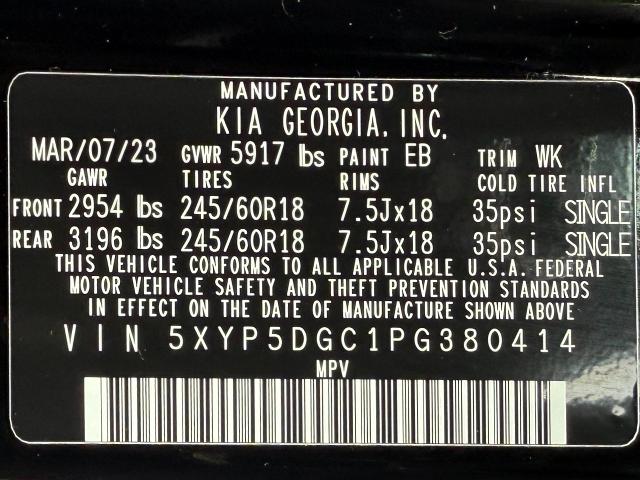 MANUFACTURED BY
KIA GEORGIA, INC.
MAR/07/23 GVWR 5917 lbs PAINT EB TRIM WK
GAWR TIRES RIMS COLD TIRE INFL
FRONT 2954 lbs 245/60R18 7.5Jx18 35psi SINGLE
REAR 3196 lbs 245/60R18 7.5Jx18 35psi SINGLE
THIS VEHICLE CONFORMS TO ALL APPLICABLE U.S.A. FEDERAL
MOTOR VEHICLE SAFETY AND THEFT PREVENTION STANDARDS
IN EFFECT ON THE DATE OF MANUFACTURE SHOWN ABOVE
VIN 5XYP5DGC1PG380414
MPV